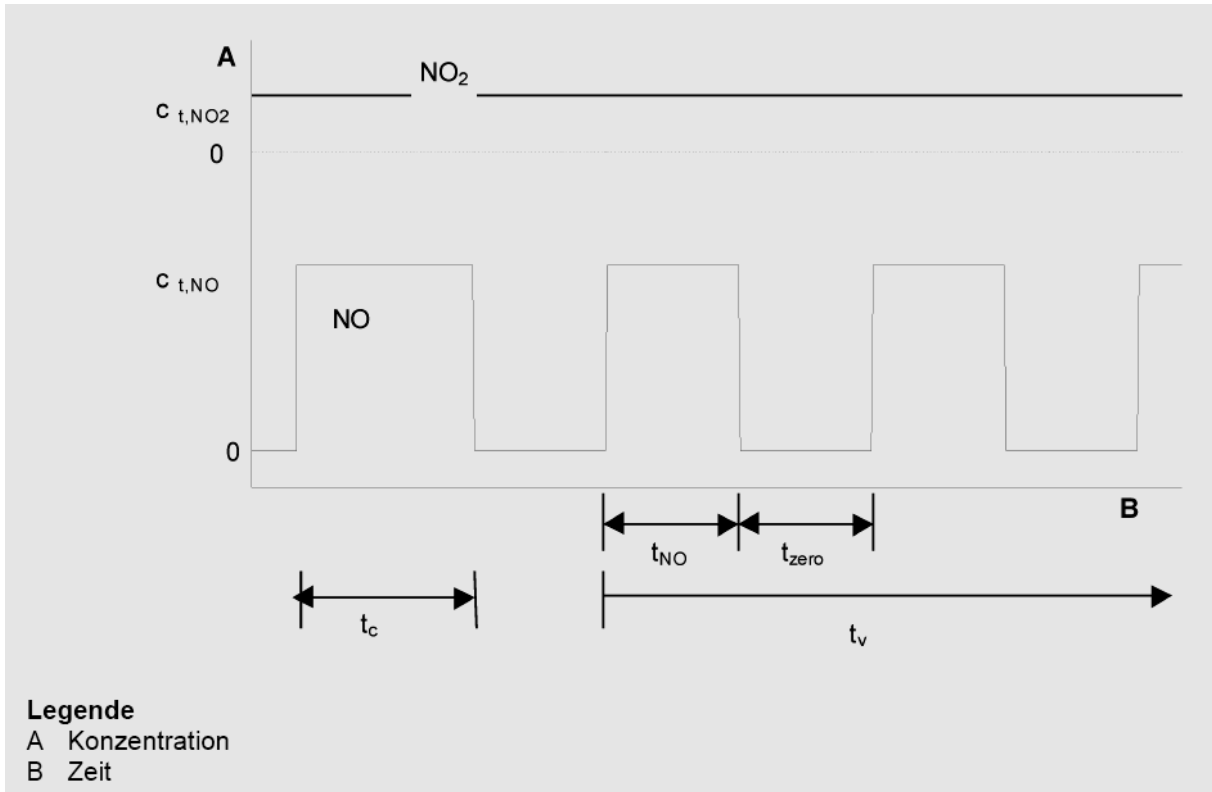 A
NO₂
c t,NO2
0
c t,NO
NO
0
B
tNO
tzero
tc
tv
Legende
A Konzentration
B Zeit